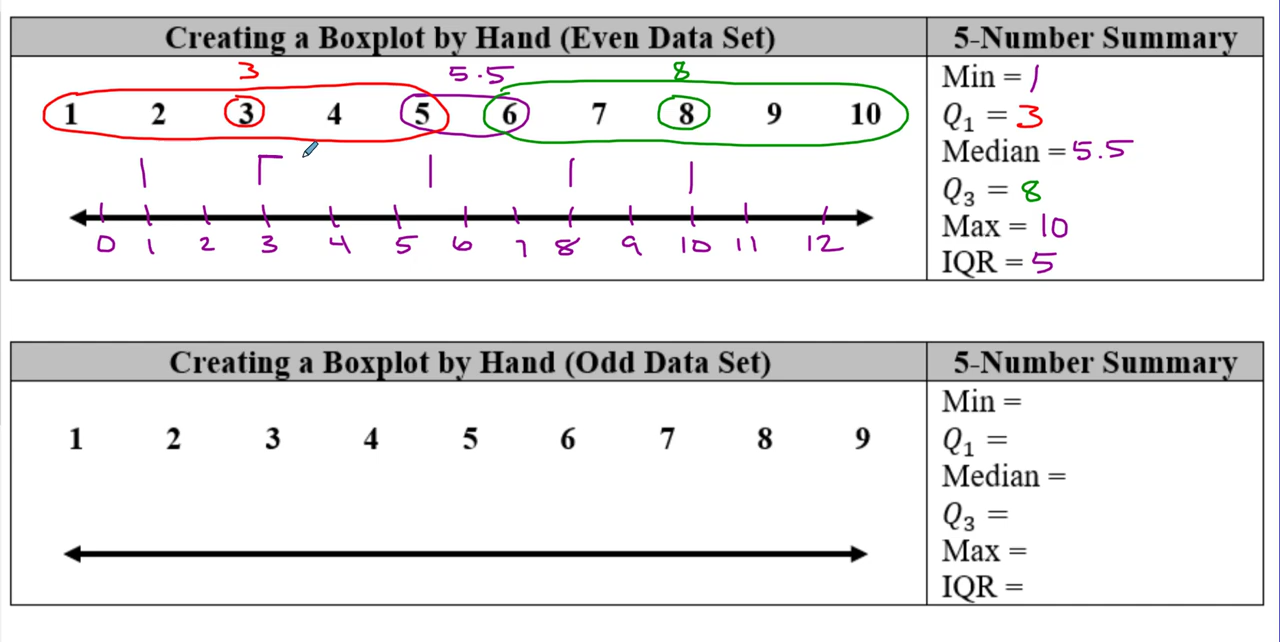 Creating a Boxplot by Hand (Even Data Set)
5-Number Summary
3 5.5 8
1 2 3 4 5 6 7 8 9 10
0 1 2 3 4 5 6 7 8 9 10 11 12
Min = 1
Q₁ = 3
Median = 5.5
Q₃ = 8
Max = 10
IQR = 5
Creating a Boxplot by Hand (Odd Data Set)
5-Number Summary
1 2 3 4 5 6 7 8 9
Min =
Q₁ =
Median =
Q₃ =
Max =
IQR =